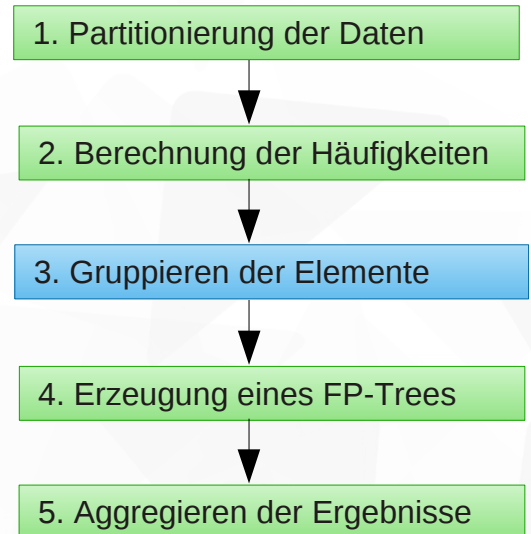 1. Partitionierung der Daten
2. Berechnung der Häufigkeiten
3. Gruppieren der Elemente
4. Erzeugung eines FP-Trees
5. Aggregieren der Ergebnisse